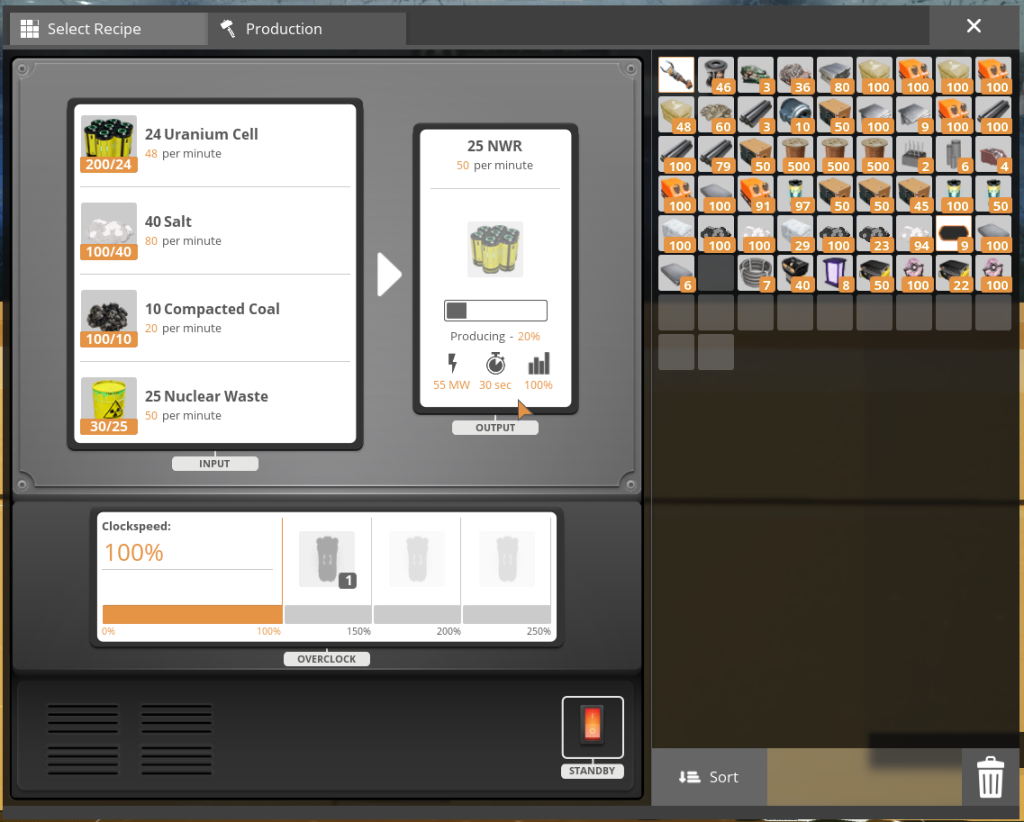 Select Recipe
Production
24 Uranium Cell
48 per minute
200/24
40 Salt
80 per minute
100/40
10 Compacted Coal
20 per minute
100/10
25 Nuclear Waste
50 per minute
30/25
INPUT
25 NWR
50 per minute
Producing - 20%
55 MW 30 sec 100%
OUTPUT
Clockspeed:
100%
1
0% 100% 150% 200% 250%
OVERCLOCK
STANDBY
46 3 36 80 100 100 100 100
48 60 3 10 50 100 9 100 100
100 79 50 500 500 500 2 6 4
100 100 91 97 50 50 45 100 50
100 100 100 29 100 23 94 9 100
6 7 40 8 50 100 22 100
Sort